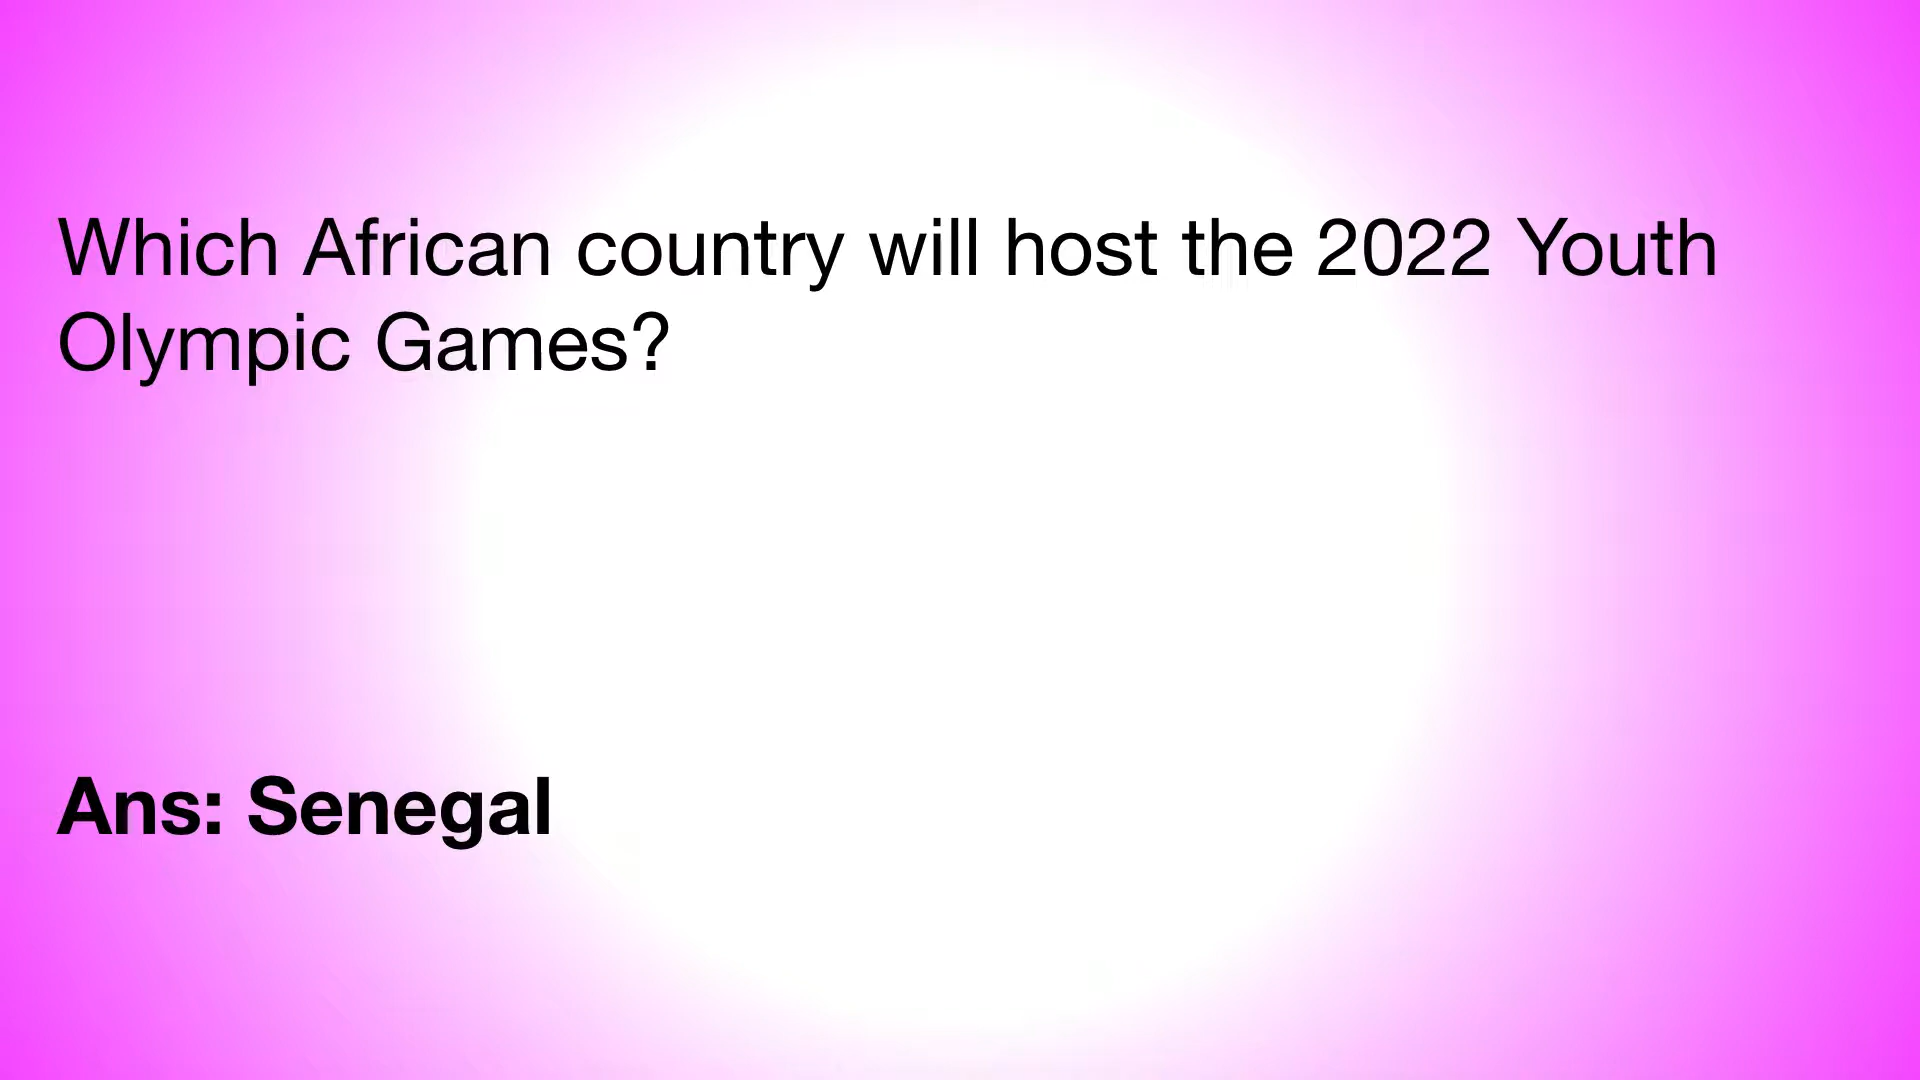 Which African country will host the 2022 Youth
Olympic Games?
Ans: Senegal